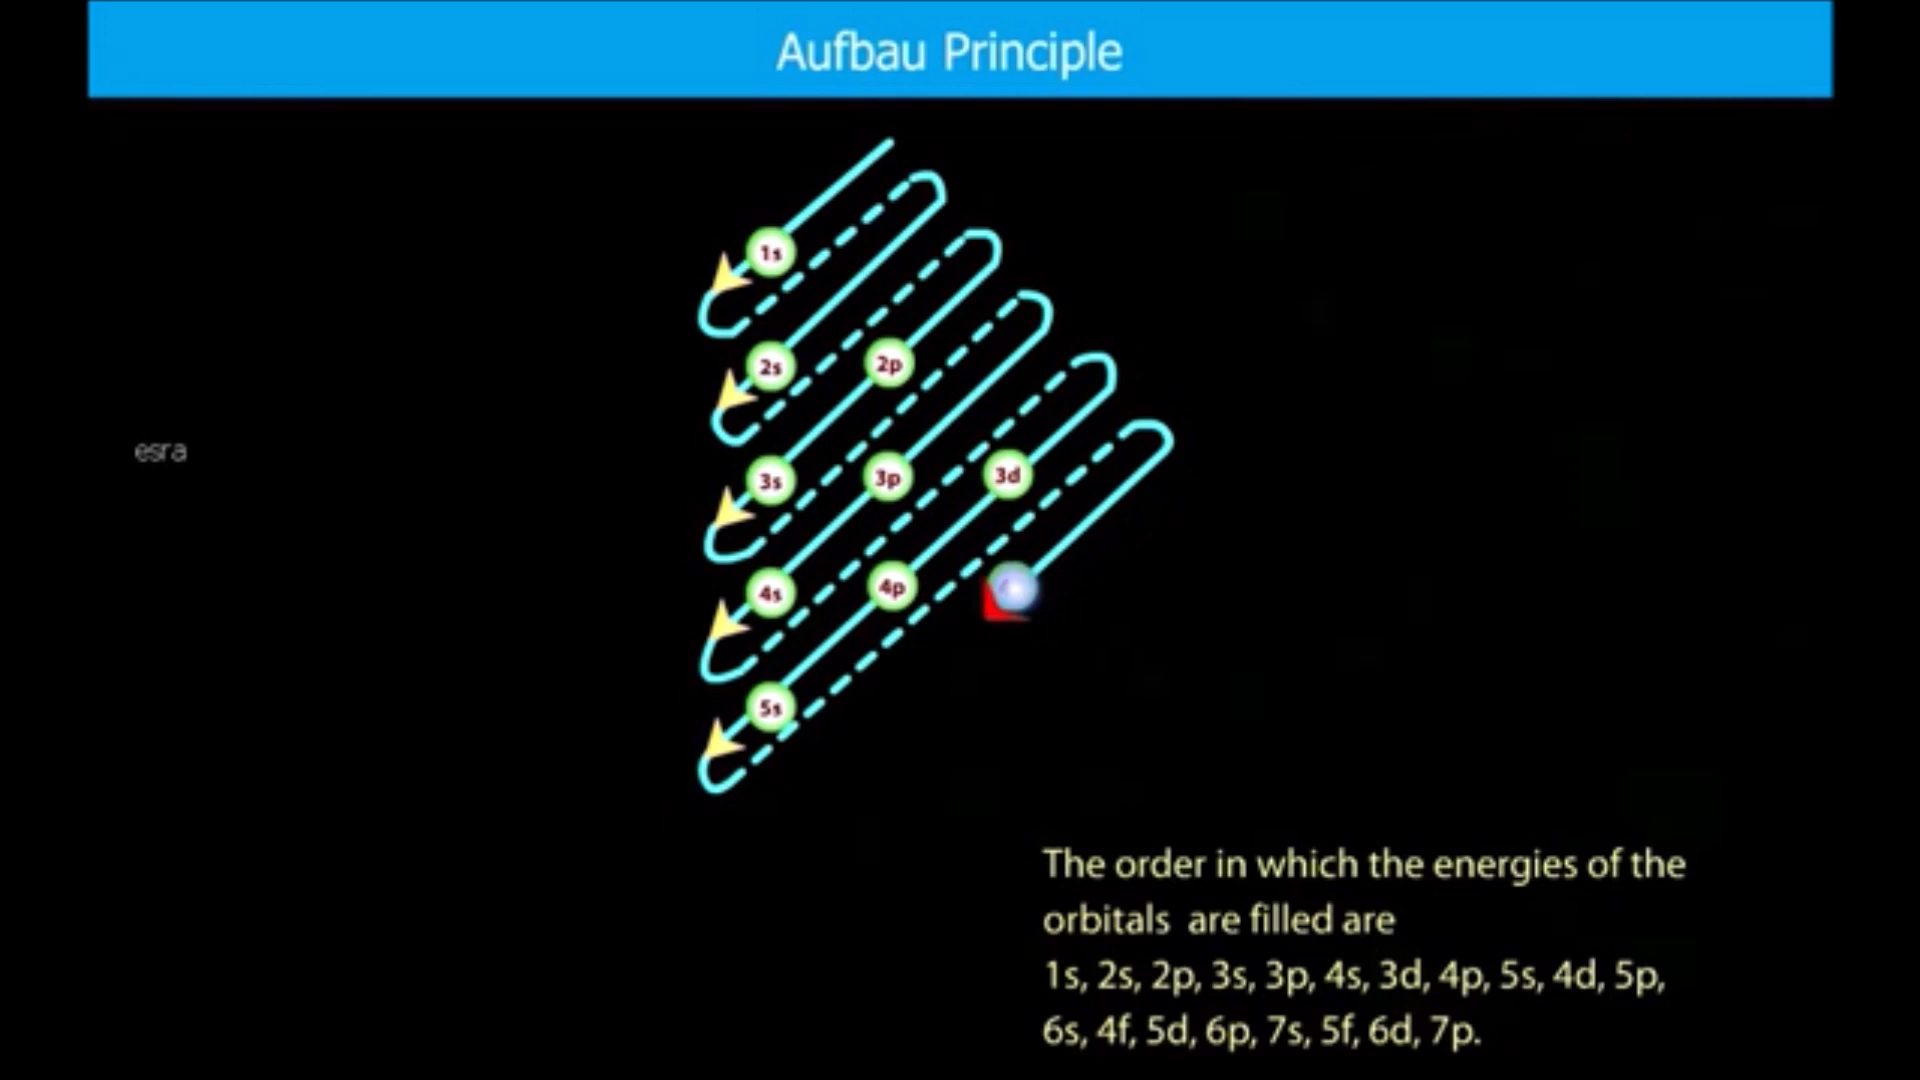 Aufbau Principle
1s
2s 2p
esra
3s 3p 3d
4s 4p
5s
The order in which the energies of the
orbitals are filled are
1s, 2s, 2p, 3s, 3p, 4s, 3d, 4p, 5s, 4d, 5p,
6s, 4f, 5d, 6p, 7s, 5f, 6d, 7p.